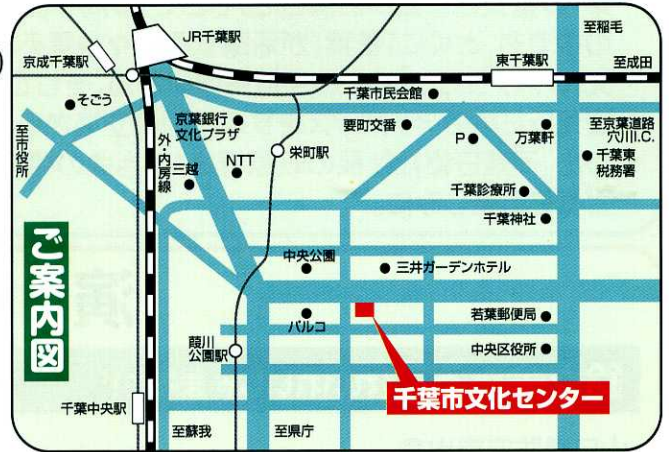 JR千葉駅
至稲毛
京成千葉駅
東千葉駅
至成田
そごう
千葉市民会館
京葉銀行
文化プラザ
要町交番
P
万葉軒
至京葉道路
穴川I.C.
至市役所
外・内房線
三越
NTT
栄町駅
千葉東
税務署
千葉診療所
千葉神社
ご案内図
中央公園
三井ガーデンホテル
パルコ
若葉郵便局
葭川
公園駅
中央区役所
千葉市文化センター
千葉中央駅
至蘇我
至県庁